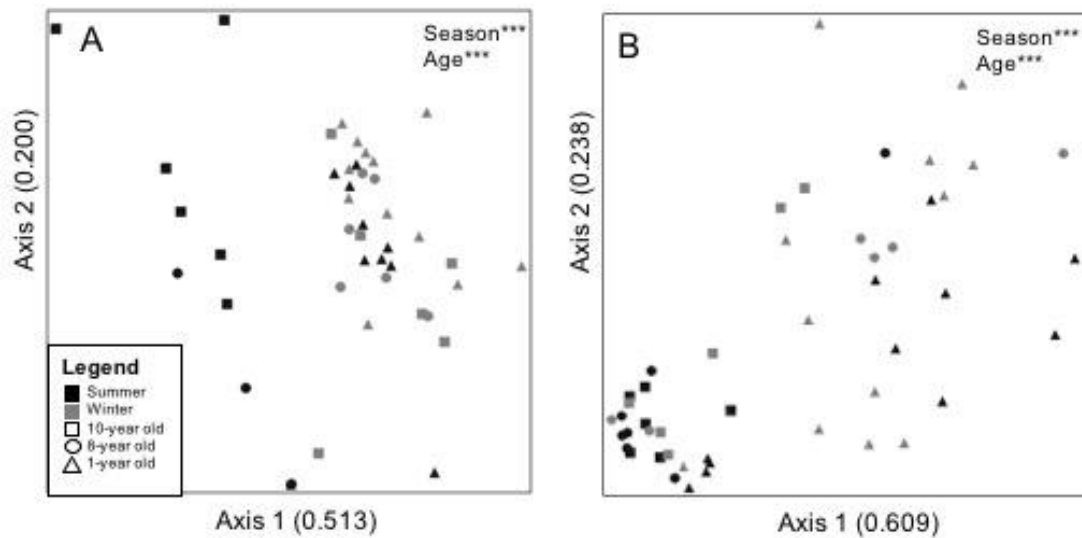 A
Season***
Age***
Axis 2 (0.200)
Legend
Summer
Winter
10-year old
8-year old
1-year old
Axis 1 (0.513)
B
Season***
Age***
Axis 2 (0.238)
Axis 1 (0.609)